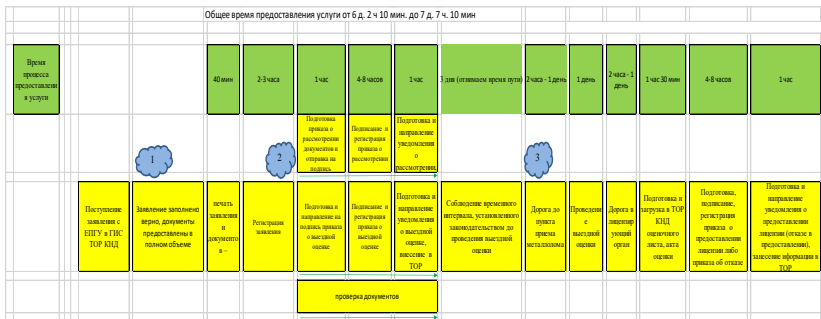 Общее время предоставления услуги от 6 д. 2 ч 10 мин. до 7 д. 7 ч. 10 мин
Время
процесса
предоставлени
я услуги
40 мин
2-3 часа
1 час
4-8 часов
1 час
3 дня (отнимаем время пути)
2 часа - 1
день
1 день
2 часа - 1
день
1 час 30 мин
4-8 часов
1 час
1
2
Подготовка
приказа о
рассмотрении
документов и
отправка на
подпись
Подписание и
регистрация
приказа о
рассмотрении
Подготовка и
направление
уведомления
о
рассмотрении,
3
Поступление
заявления с
ЕПГУ в ГИС
ТОР КНД
Заявление заполнено
верно, документы
предоставлены в
полном объеме
печать
заявления
и
документо
в –
Регистрация
заявления
Подготовка и
направление на
подпись приказа
о выездной
оценке
Подписание и
регистрация
приказа о
выездной
оценке
Подготовка и
направление
уведомления
о выездной
оценке,
внесение в
ТОР
Соблюдение временного
интервала, установленного
законодательством до
проведения выездной
оценки
Дорога до
пункта
приема
металлолома
Проведени
е
выездной
оценки
Дорога в
лицензир
ующий
орган
Подготовка и
загрузка в ТОР
КНД
оценочного
листа, акта
оценки
Подготовка,
подписание,
регистрация
приказа о
предоставлении
лицензии либо
приказа об отказе
Подготовка и
направление
уведомления о
предоставлении
лицензии (отказе в
предоставлении),
занесение иформации в
ТОР
проверка документов